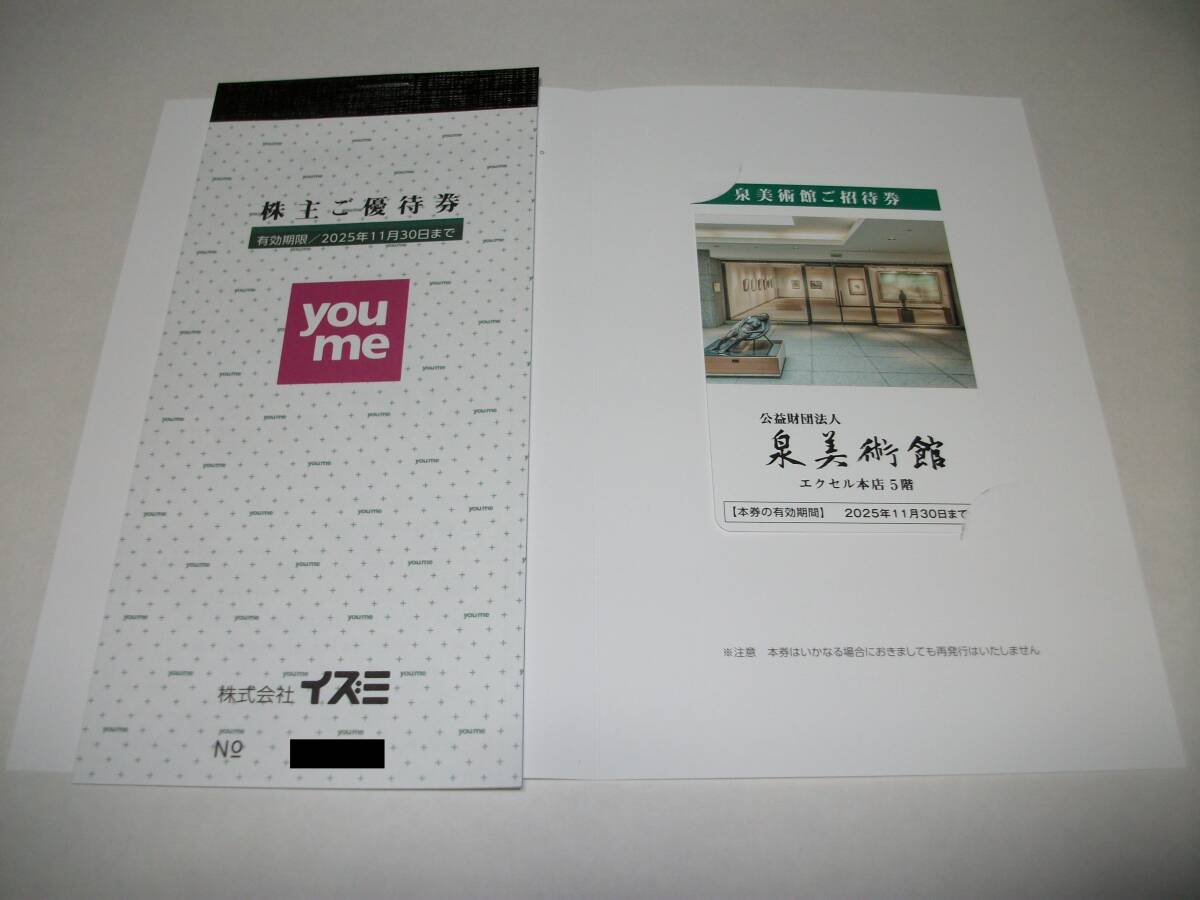 株主ご優待券
有効期限／2025年11月30日まで
you
me
株式会社 イズミ
No
泉美術館ご招待券
公益財団法人
泉美術館
エクセル本店 5階
【本券の有効期間】 2025年11月30日まで
※注意 本券はいかなる場合におきましても再発行はいたしません